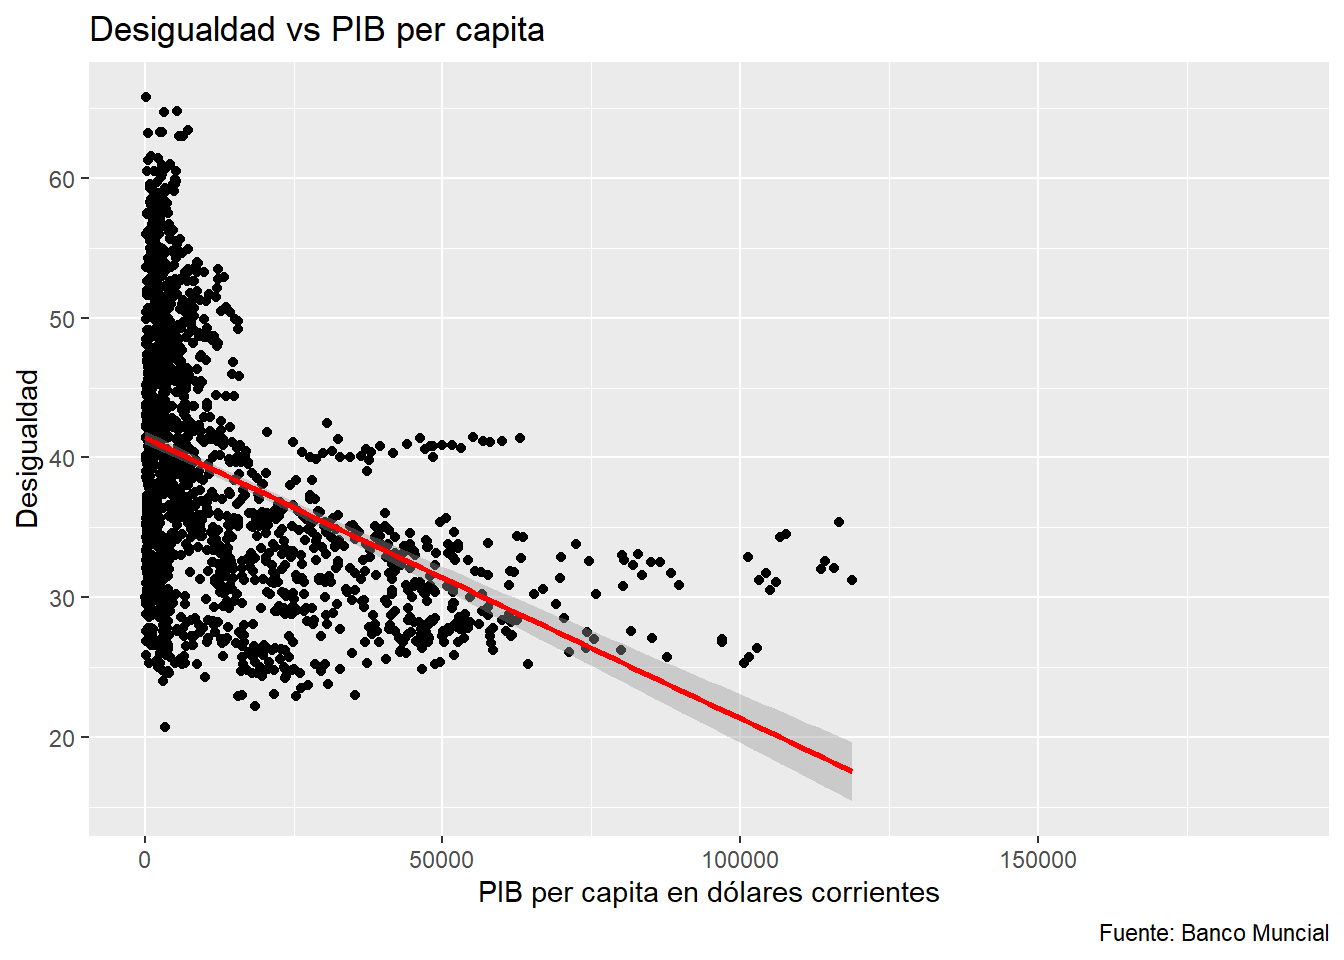 Desigualdad vs PIB per capita
60
50
40
30
20
Desigualdad
0 50000 100000 150000
PIB per capita en dólares corrientes
Fuente: Banco Muncial